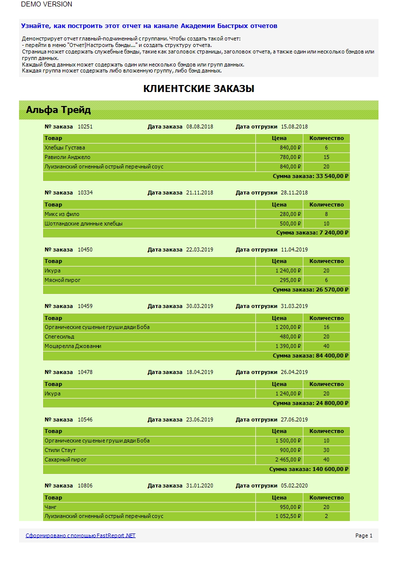 DEMO VERSION
Узнайте, как построить этот отчет на канале Академии Быстрых отчетов
Демонстрирует отчет главный-подчиненный с группами. Чтобы создать такой отчет:
- перейти в меню "Отчет|Настроить бэнды..." и создать структуру отчета.
Страница может содержать служебные бэнды, такие как заголовок страницы, заголовок отчета, а также один или несколько бэндов или групп данных.
Каждый бэнд данных может содержать один или несколько бэндов или групп данных.
Каждая группа может содержать либо вложенную группу, либо бэнд данных.
КЛИЕНТСКИЕ ЗАКАЗЫ
Альфа Трейд
№ заказа 10251 Дата заказа 08.08.2018 Дата отгрузки 15.08.2018
Товар Цена Количество
Хлебцы Густава 840,00 ₽ 6
Равиоли Анджело 780,00 ₽ 15
Луизианский огненный острый перечный соус 840,00 ₽ 20
Сумма заказа: 33 540,00 ₽
№ заказа 10334 Дата заказа 21.11.2018 Дата отгрузки 28.11.2018
Товар Цена Количество
Микс из фило 280,00 ₽ 8
Шотландские длинные хлебцы 500,00 ₽ 10
Сумма заказа: 7 240,00 ₽
№ заказа 10450 Дата заказа 22.03.2019 Дата отгрузки 11.04.2019
Товар Цена Количество
Икура 1 240,00 ₽ 20
Мясной пирог 295,00 ₽ 6
Сумма заказа: 26 570,00 ₽
№ заказа 10459 Дата заказа 30.03.2019 Дата отгрузки 31.03.2019
Товар Цена Количество
Органические сушеные груши дяди Боба 1 200,00 ₽ 16
Спегесильд 480,00 ₽ 20
Моцарелла Джованни 1 390,00 ₽ 40
Сумма заказа: 84 400,00 ₽
№ заказа 10478 Дата заказа 18.04.2019 Дата отгрузки 26.04.2019
Товар Цена Количество
Икура 1 240,00 ₽ 20
Сумма заказа: 24 800,00 ₽
№ заказа 10546 Дата заказа 23.06.2019 Дата отгрузки 27.06.2019
Товар Цена Количество
Органические сушеные груши дяди Боба 1 500,00 ₽ 10
Стили Стаут 900,00 ₽ 30
Сахарный пирог 2 465,00 ₽ 40
Сумма заказа: 140 600,00 ₽
№ заказа 10806 Дата заказа 31.01.2020 Дата отгрузки 05.02.2020
Товар Цена Количество
Чанг 950,00 ₽ 20
Луизианский огненный острый перечный соус 1 052,50 ₽ 2
Сформировано с помощью FastReport.NET Page 1